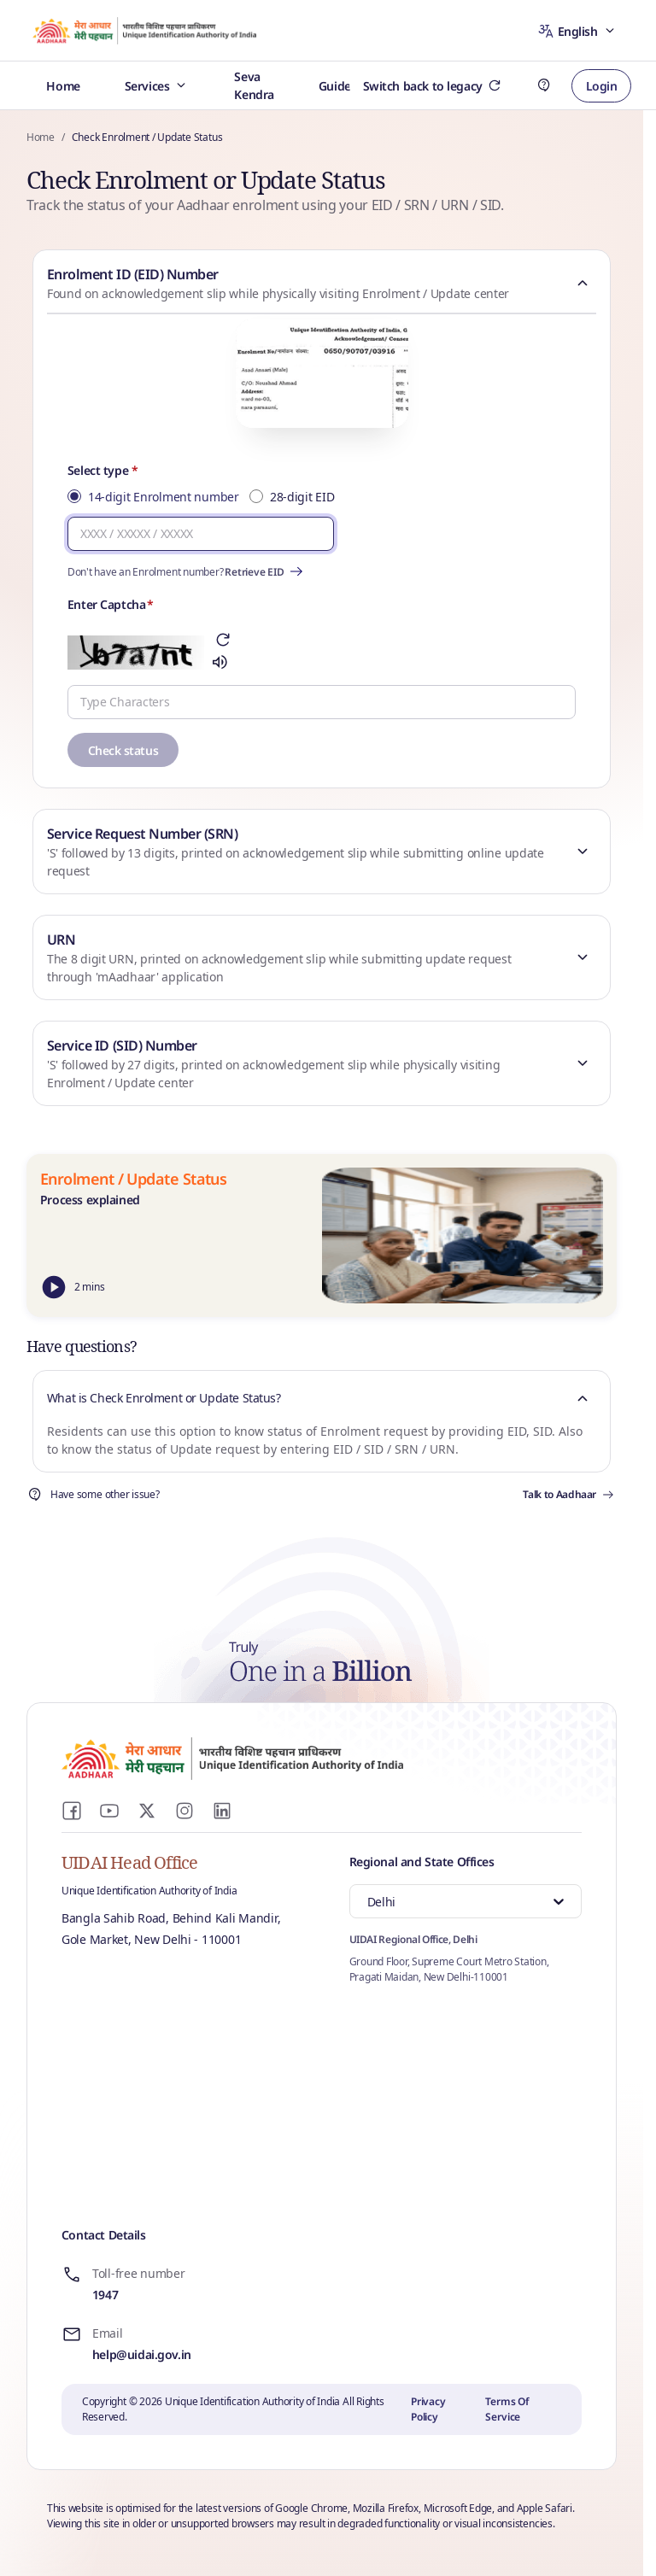 मेरा आधार
मेरी पहचान
AADHAAR
भारतीय विशिष्ट पहचान प्राधिकरण
Unique Identification Authority of India
English
Home
Services
Seva
Kendra
Guide
Switch back to legacy
Login
Home / Check Enrolment / Update Status
Check Enrolment or Update Status
Track the status of your Aadhaar enrolment using your EID / SRN / URN / SID.
Enrolment ID (EID) Number
Found on acknowledgement slip while physically visiting Enrolment / Update center
Unique Identification Authority of India, G
Acknowledgement/ Conse
Enrolment No/नामांकन संख्या: 0650/90707/03916
Asad Ansari (Male)
C/O: Noushad Ahmad
Address:
ward no-03,
Select type *
14-digit Enrolment number
28-digit EID
XXXX / XXXXX / XXXXX
Don't have an Enrolment number? Retrieve EID
Enter Captcha*
b7a7nt
Type Characters
Check status
Service Request Number (SRN)
'S' followed by 13 digits, printed on acknowledgement slip while submitting online update
request
URN
The 8 digit URN, printed on acknowledgement slip while submitting update request
through 'mAadhaar' application
Service ID (SID) Number
'S' followed by 27 digits, printed on acknowledgement slip while physically visiting
Enrolment / Update center
Enrolment / Update Status
Process explained
2 mins
Have questions?
What is Check Enrolment or Update Status?
Residents can use this option to know status of Enrolment request by providing EID, SID. Also
to know the status of Update request by entering EID / SID / SRN / URN.
Have some other issue?
Talk to Aadhaar
Truly
One in a Billion
AADHAAR
मेरा आधार
मेरी पहचान
भारतीय विशिष्ट पहचान प्राधिकरण
Unique Identification Authority of India
UIDAI Head Office
Unique Identification Authority of India
Bangla Sahib Road, Behind Kali Mandir,
Gole Market, New Delhi - 110001
Regional and State Offices
Delhi
UIDAI Regional Office, Delhi
Ground Floor, Supreme Court Metro Station,
Pragati Maidan, New Delhi-110001
Contact Details
Toll-free number
1947
Email
help@uidai.gov.in
Copyright © 2026 Unique Identification Authority of India All Rights
Reserved.
Privacy
Policy
Terms Of
Service
This website is optimised for the latest versions of Google Chrome, Mozilla Firefox, Microsoft Edge, and Apple Safari.
Viewing this site in older or unsupported browsers may result in degraded functionality or visual inconsistencies.